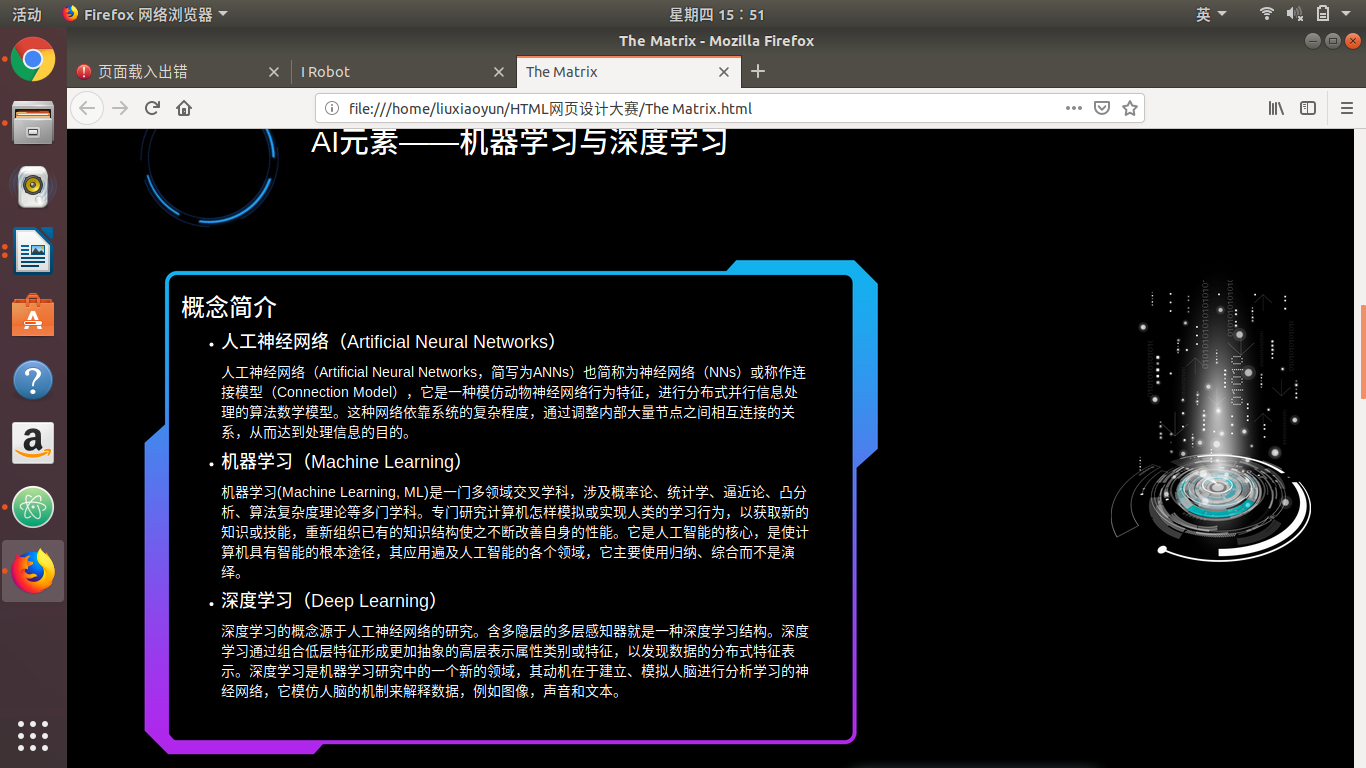 活动
Firefox 网络浏览器
星期四 15：51
英
The Matrix - Mozilla Firefox
页面载入出错
I Robot
The Matrix
file:///home/liuxiaoyun/HTML网页设计大赛/The Matrix.html
AI元素——机器学习与深度学习
概念简介
• 人工神经网络（Artificial Neural Networks）
人工神经网络（Artificial Neural Networks，简写为ANNs）也简称为神经网络（NNs）或称作连
接模型（Connection Model），它是一种模仿动物神经网络行为特征，进行分布式并行信息处
理的算法数学模型。这种网络依靠系统的复杂程度，通过调整内部大量节点之间相互连接的关
系，从而达到处理信息的目的。
• 机器学习（Machine Learning）
机器学习(Machine Learning, ML)是一门多领域交叉学科，涉及概率论、统计学、逼近论、凸分
析、算法复杂度理论等多门学科。专门研究计算机怎样模拟或实现人类的学习行为，以获取新的
知识或技能，重新组织已有的知识结构使之不断改善自身的性能。它是人工智能的核心，是使计
算机具有智能的根本途径，其应用遍及人工智能的各个领域，它主要使用归纳、综合而不是演
绎。
• 深度学习（Deep Learning）
深度学习的概念源于人工神经网络的研究。含多隐层的多层感知器就是一种深度学习结构。深度
学习通过组合低层特征形成更加抽象的高层表示属性类别或特征，以发现数据的分布式特征表
示。深度学习是机器学习研究中的一个新的领域，其动机在于建立、模拟人脑进行分析学习的神
经网络，它模仿人脑的机制来解释数据，例如图像，声音和文本。